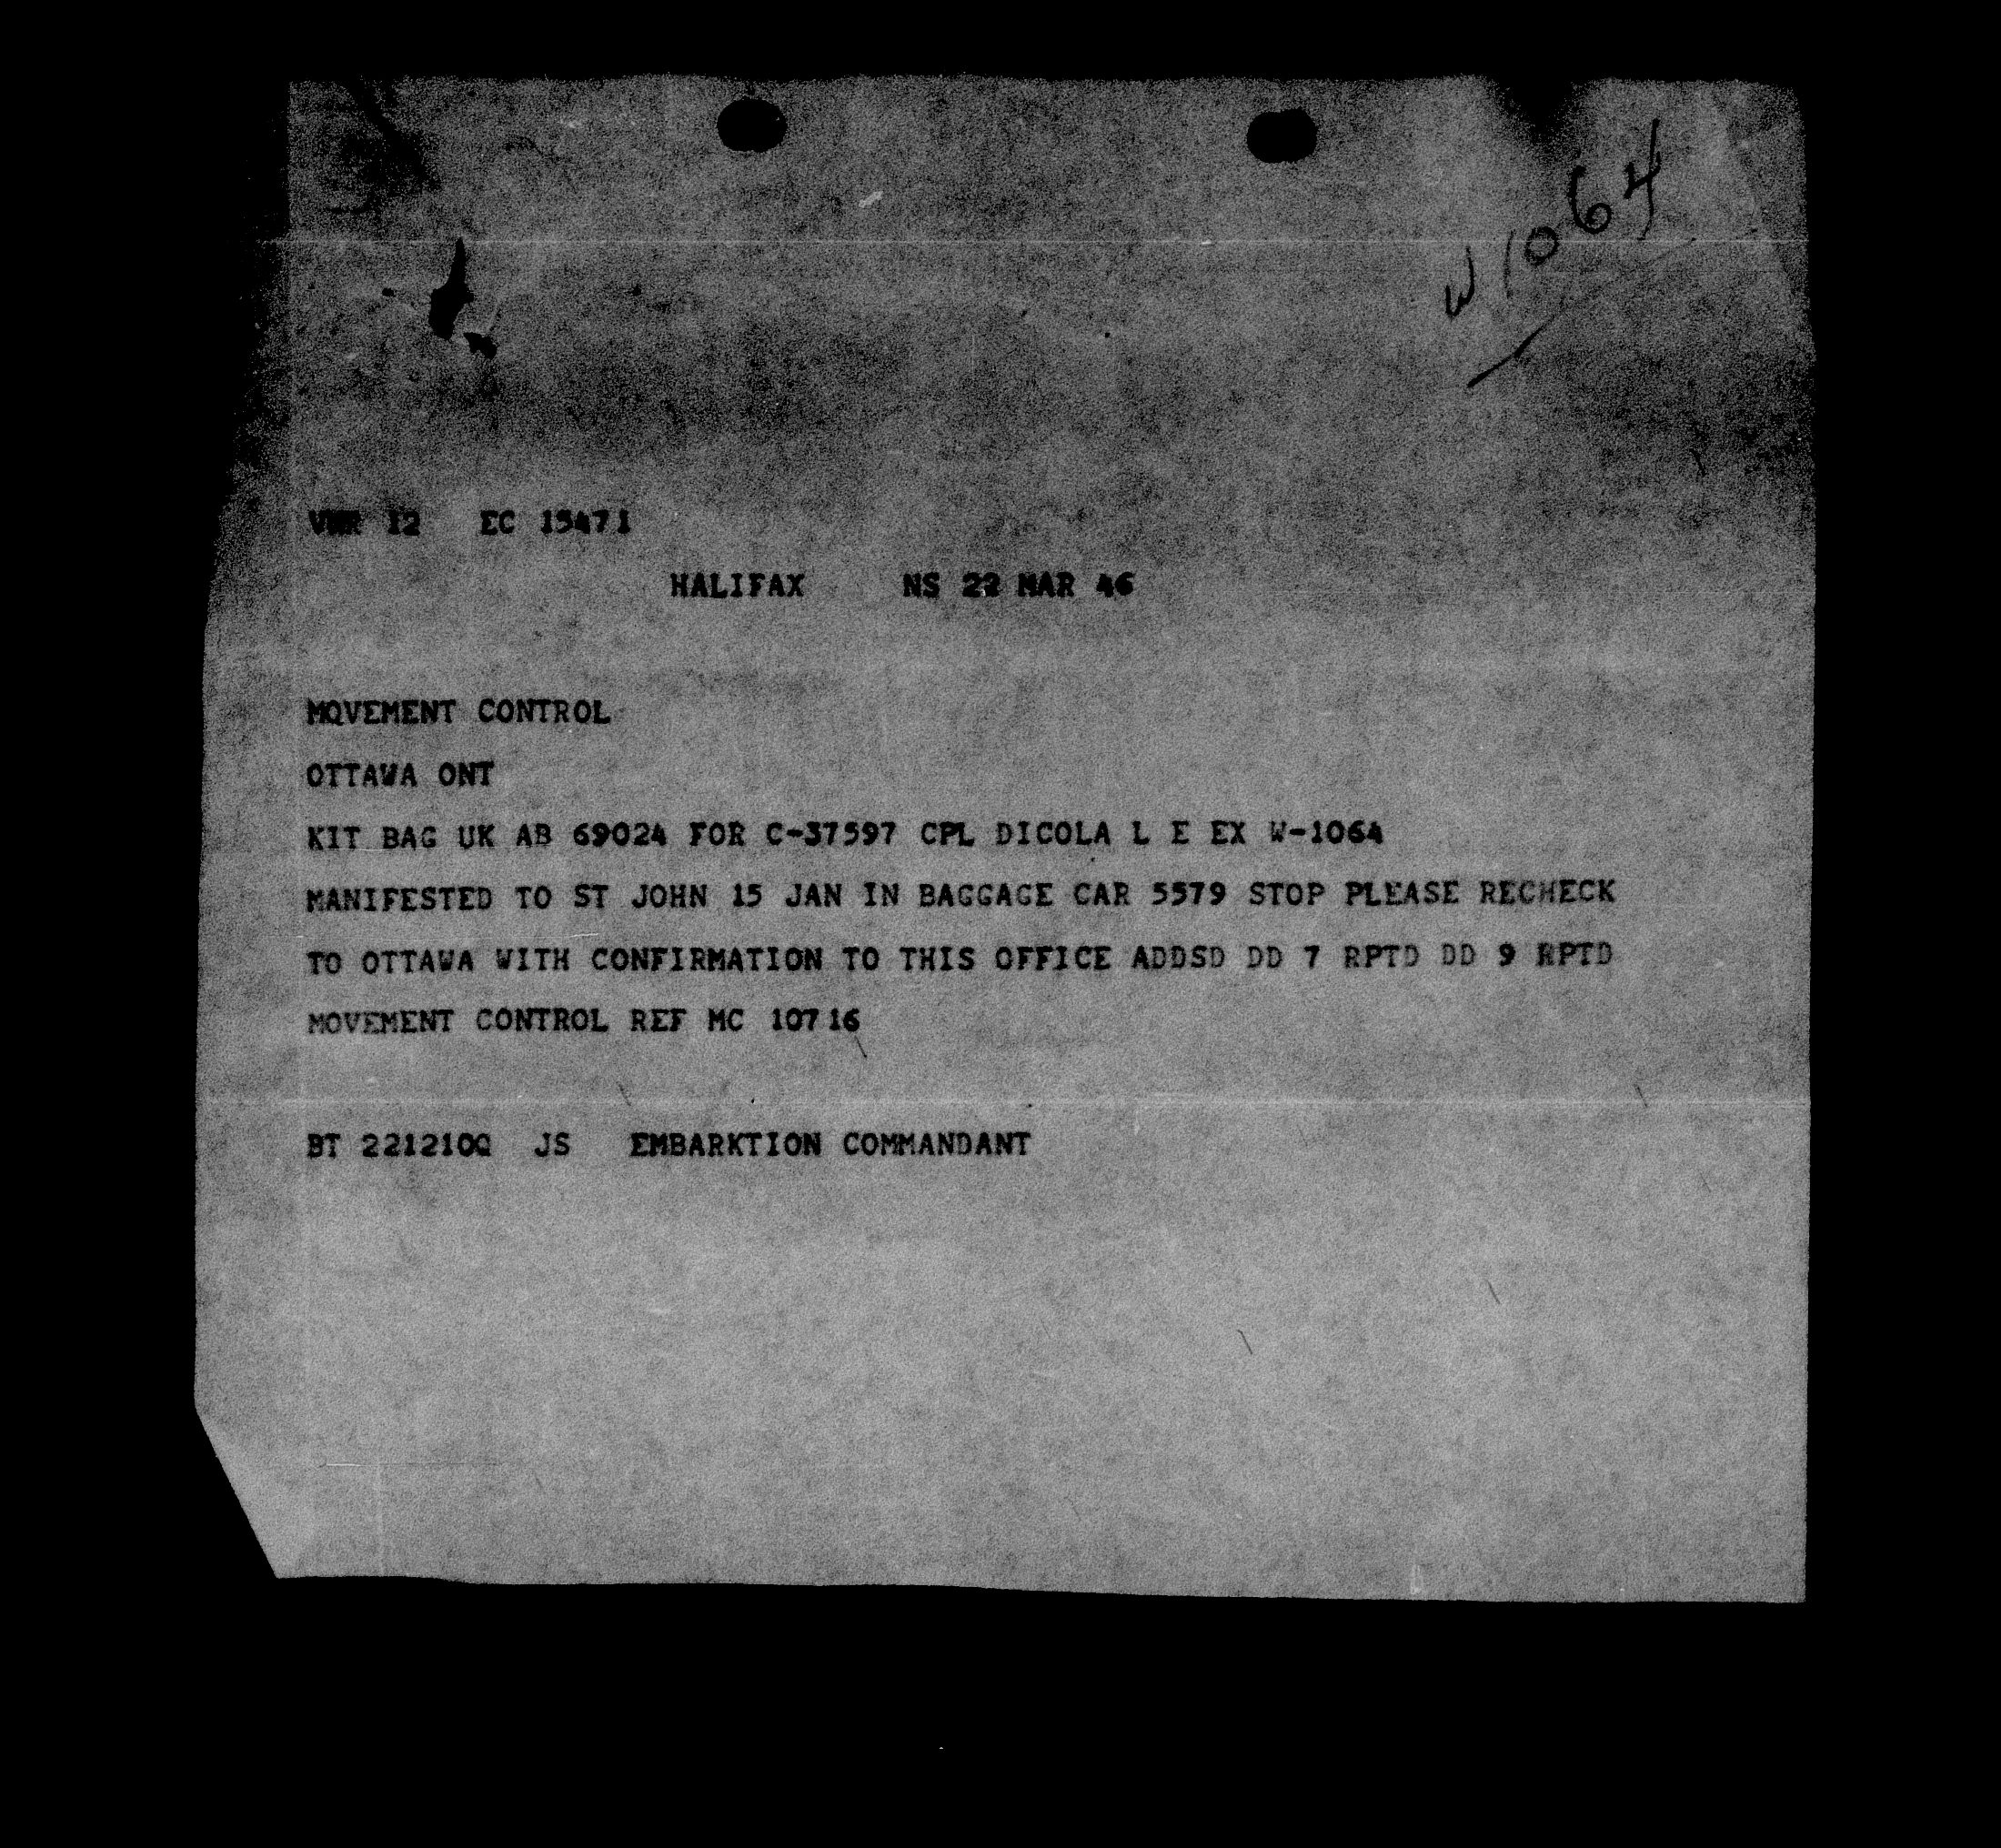 W1064
12 EC 15471
HALIFAX NS 22 MAR 46
MOVEMENT CONTROL
OTTAWA ONT
KIT BAG UK AB 69024 FOR C-37597 CPL DICOLA L E EX W-1064
MANIFESTED TO ST JOHN 15 JAN IN BAGGAGE CAR 5579 STOP PLEASE RECHECK
TO OTTAWA WITH CONFIRMATION TO THIS OFFICE ADDSD DD 7 RPTD DD 9 RPTD
MOVEMENT CONTROL REF MC 10716
BT 221210Q JS EMBARKTION COMMANDANT